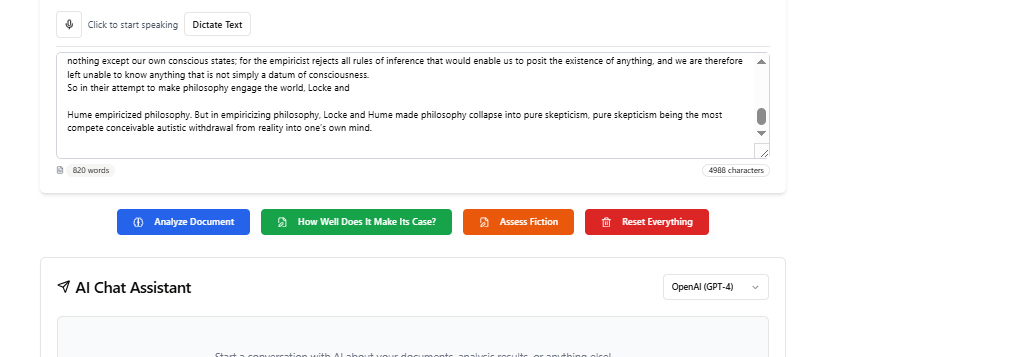 Click to start speaking Dictate Text
nothing except our own conscious states; for the empiricist rejects all rules of inference that would enable us to posit the existence of anything, and we are therefore
left unable to know anything that is not simply a datum of consciousness.
So in their attempt to make philosophy engage the world, Locke and
Hume empiricized philosophy. But in empiricizing philosophy, Locke and Hume made philosophy collapse into pure skepticism, pure skepticism being the most
compete conceivable autistic withdrawal from reality into one's own mind.
820 words 4988 characters
Analyze Document How Well Does It Make Its Case? Assess Fiction Reset Everything
AI Chat Assistant OpenAI (GPT-4)
Start a conversation with AI about your documents, analysis results, or anything else!